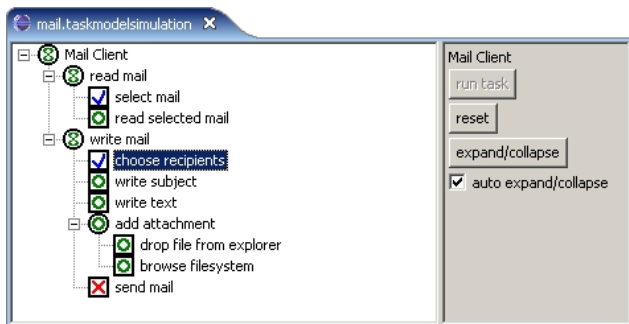 mail.taskmodelsimulation
Mail Client
read mail
select mail
read selected mail
write mail
choose recipients
write subject
write text
add attachment
drop file from explorer
browse filesystem
send mail
Mail Client
run task
reset
expand/collapse
auto expand/collapse